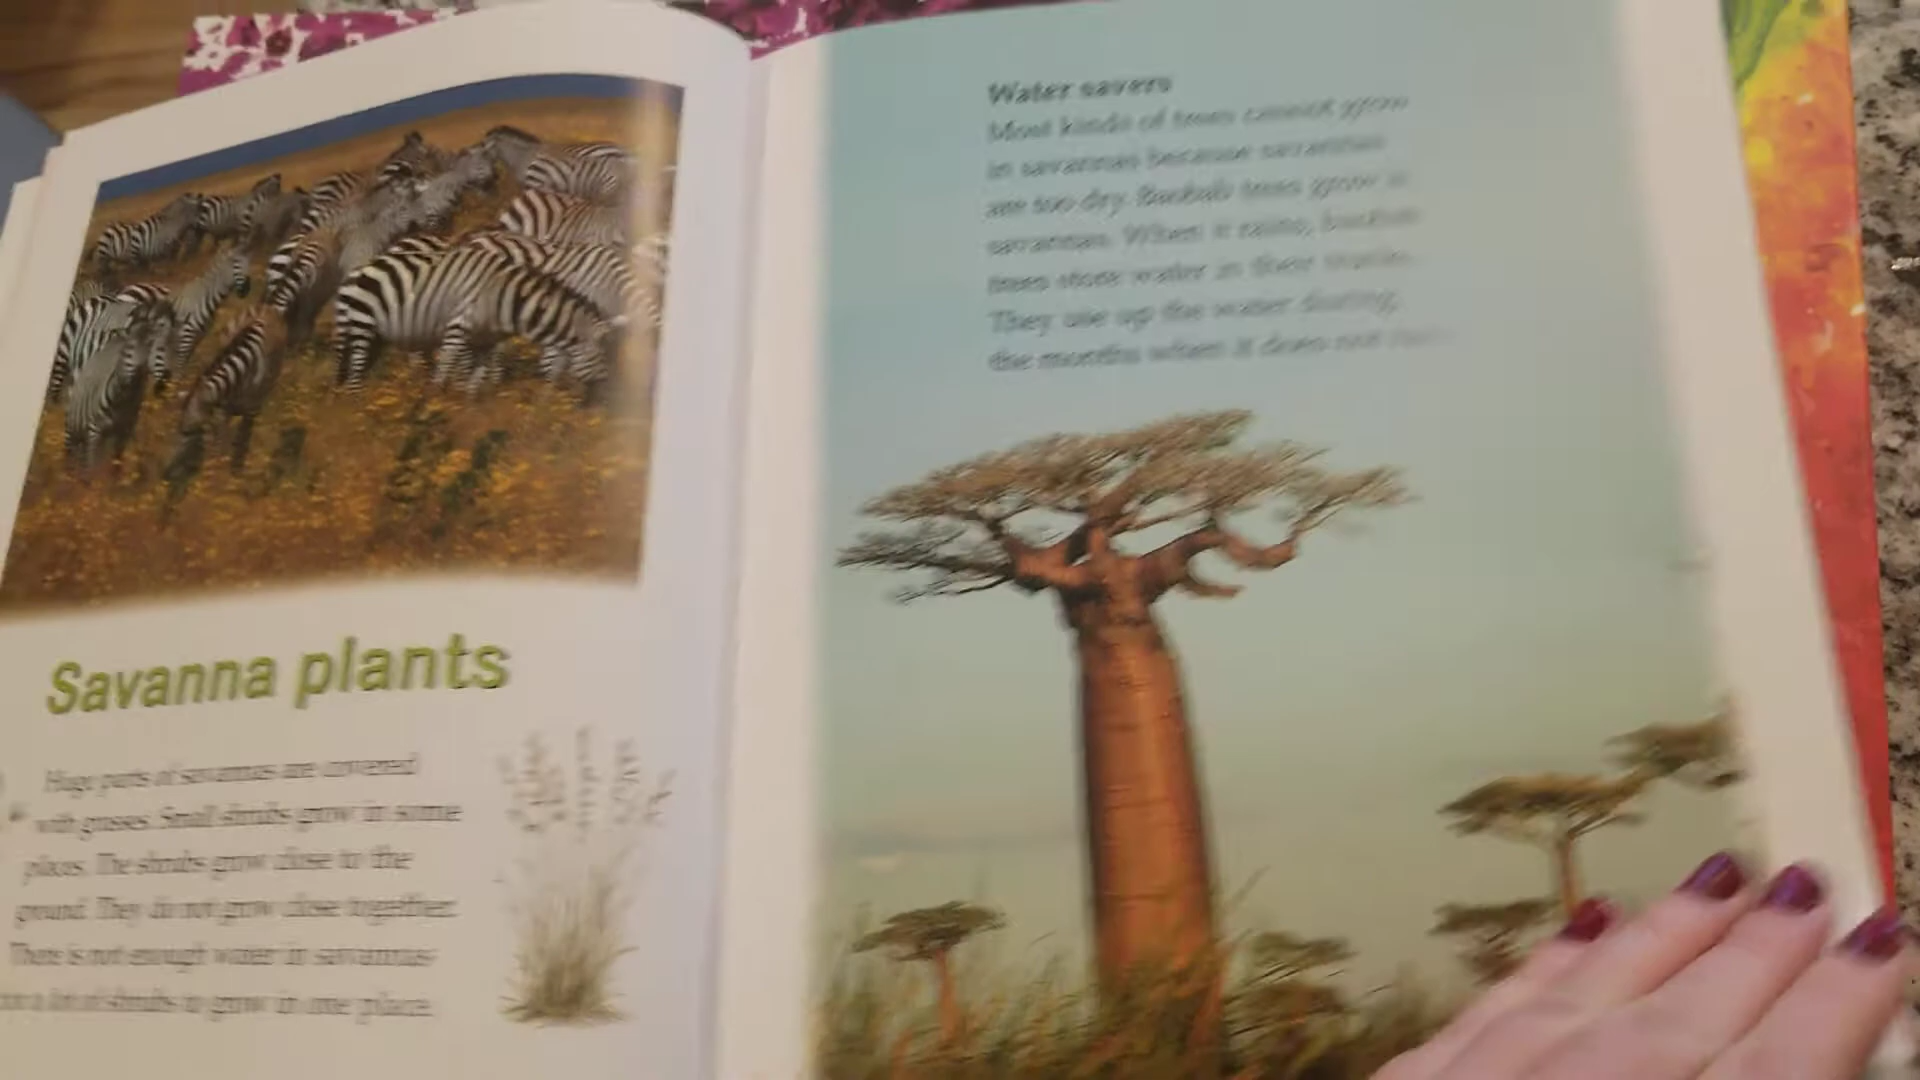 Savanna plants
Huge parts of savannas are covered
with grasses. Small shrubs grow in some
places. The shrubs grow close to the
ground. They do not grow close together.
There is not enough water in savannas
for a lot of shrubs to grow in one place.
Water savers
Most kinds of trees cannot grow
in savannas because savannas
are too dry. Baobab trees grow in
savannas. When it rains, baobab
trees store water in their trunks.
They use up the water during
the months when it does not rain.